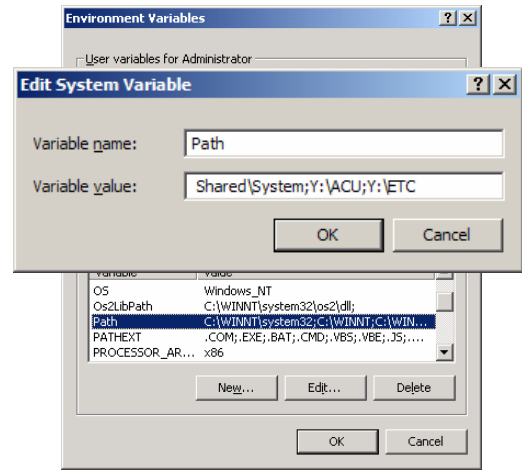 Environment Variables
User variables for Administrator
Edit System Variable
Variable name: Path
Variable value: Shared\System;Y:\ACU;Y:\ETC
OK Cancel
Variable Value
OS Windows_NT
Os2LibPath C:\WINNT\system32\os2\dll;
Path C:\WINNT\system32;C:\WINNT;C:\WIN...
PATHEXT .COM;.EXE;.BAT;.CMD;.VBS;.VBE;.JS;....
PROCESSOR_AR... x86
New... Edit... Delete
OK Cancel